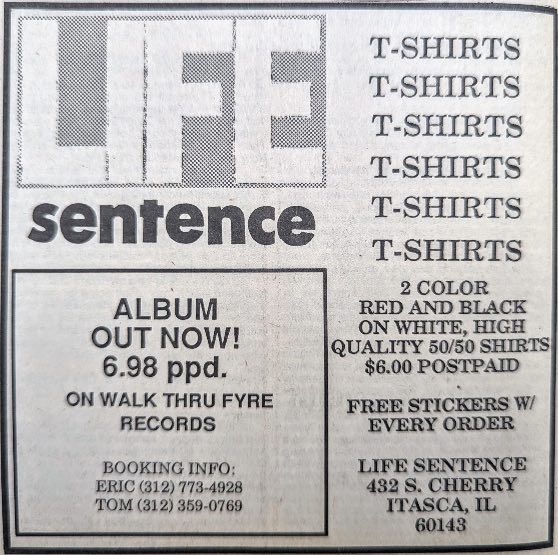 LIFE
sentence
ALBUM
OUT NOW!
6.98 ppd.
ON WALK THRU FYRE
RECORDS
BOOKING INFO:
ERIC (312) 773-4928
TOM (312) 359-0769
T-SHIRTS
T-SHIRTS
T-SHIRTS
T-SHIRTS
T-SHIRTS
T-SHIRTS
2 COLOR
RED AND BLACK
ON WHITE, HIGH
QUALITY 50/50 SHIRTS
$6.00 POSTPAID
FREE STICKERS W/
EVERY ORDER
LIFE SENTENCE
432 S. CHERRY
ITASCA, IL
60143